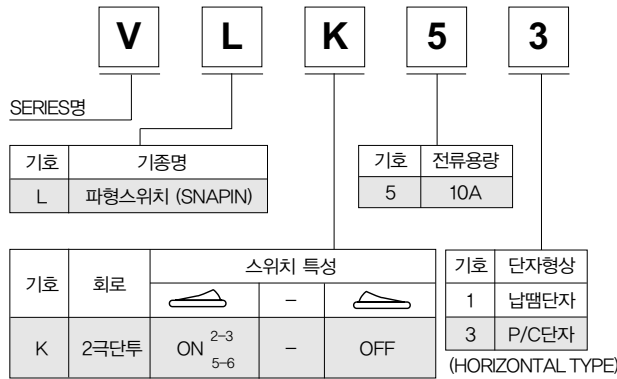 V L K 5 3
SERIES명
기호 기종명
L 파형스위치 (SNAPIN)
기호 전류용량
5 10A
기호 회로 스위치 특성
–
K 2극단투 ON 2-3 5-6 – OFF
기호 단자형상
1 납땜단자
3 P/C단자
(HORIZONTAL TYPE)